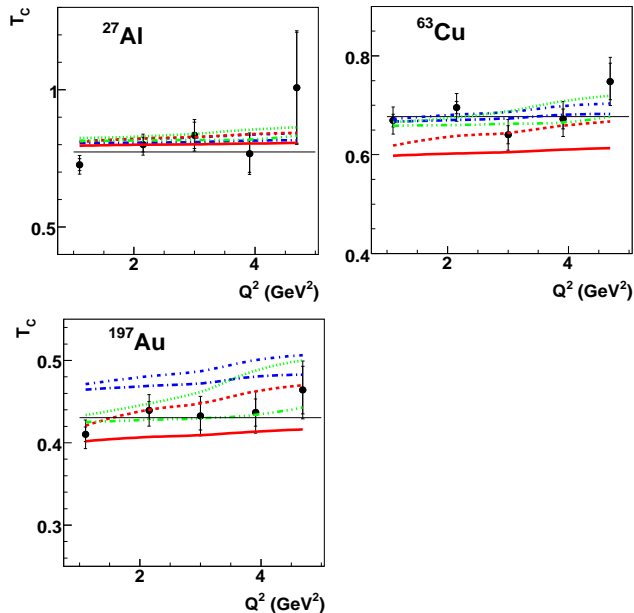 T_C
²⁷Al
1
0.5
2
4
Q² (GeV²)
⁶³Cu
0.8
0.6
0.4
2
4
Q² (GeV²)
T_C
¹⁹⁷Au
0.5
0.4
0.3
2
4
Q² (GeV²)